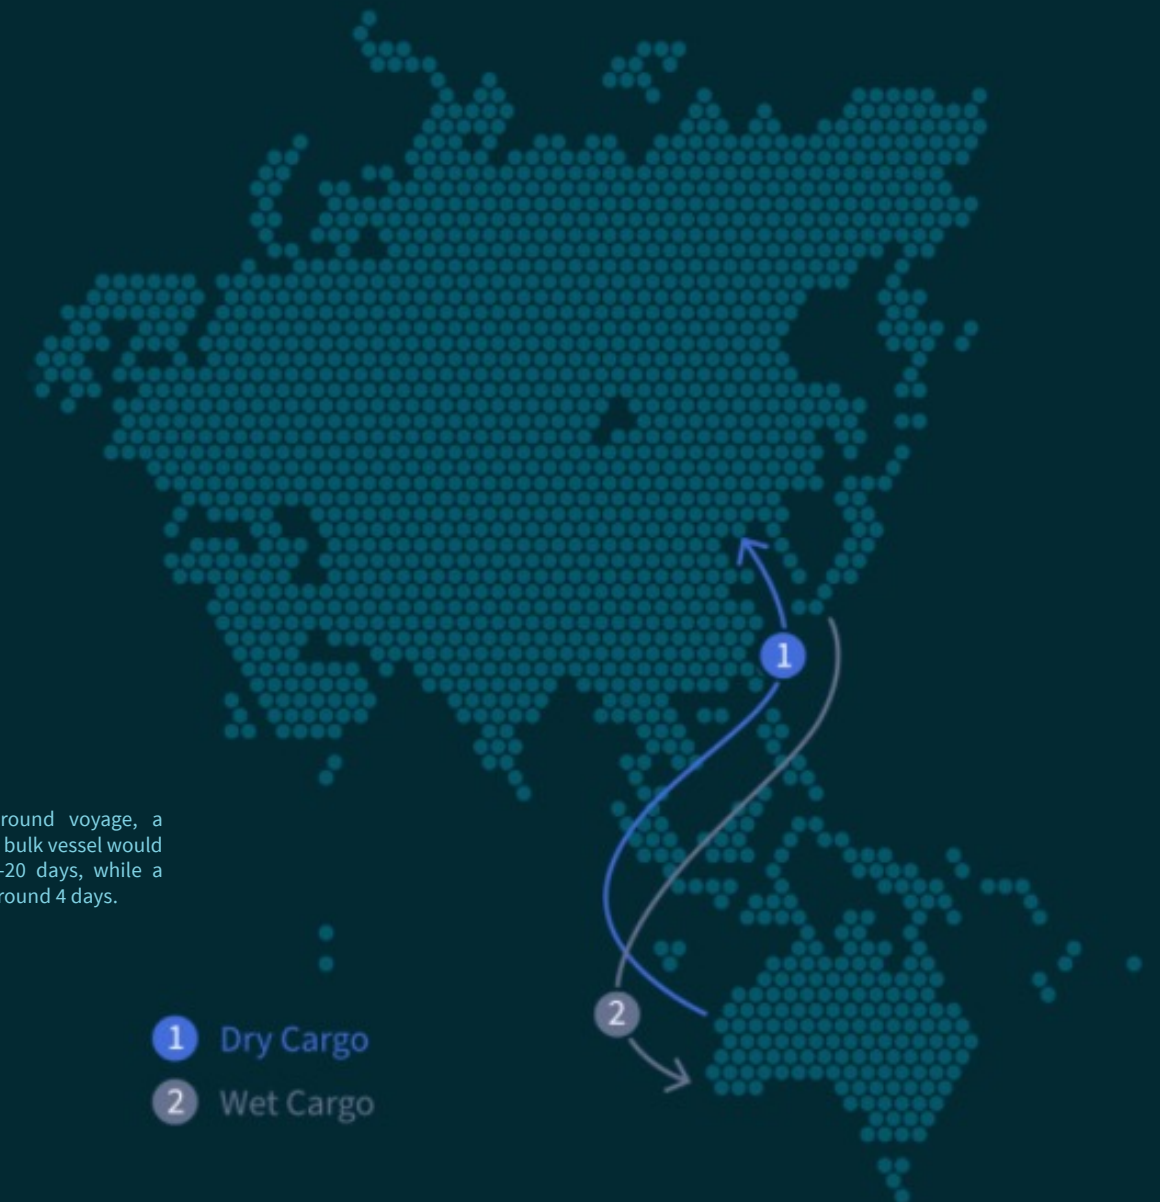 round voyage, a
bulk vessel would
-20 days, while a
round 4 days.
1
2
1 Dry Cargo
2 Wet Cargo